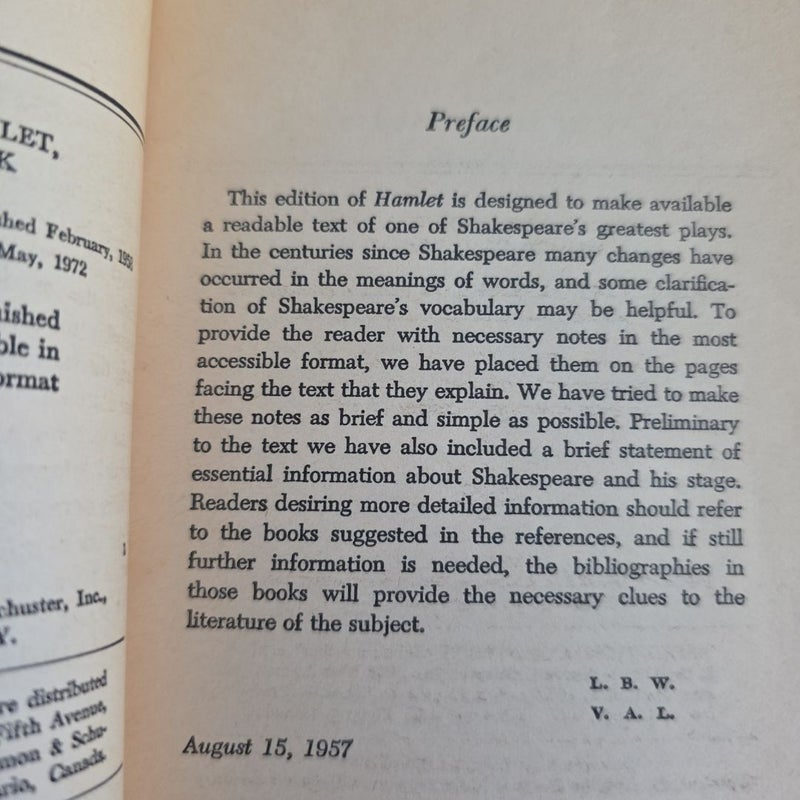 LET,
K
hed February, 1958
May, 1972
ished
ble in
ormat
chuster, Inc.,
Y.
re distributed
Fifth Avenue,
mon & Schu-
ario, Canada.
Preface
This edition of Hamlet is designed to make available
a readable text of one of Shakespeare's greatest plays.
In the centuries since Shakespeare many changes have
occurred in the meanings of words, and some clarifica-
tion of Shakespeare's vocabulary may be helpful. To
provide the reader with necessary notes in the most
accessible format, we have placed them on the pages
facing the text that they explain. We have tried to make
these notes as brief and simple as possible. Preliminary
to the text we have also included a brief statement of
essential information about Shakespeare and his stage.
Readers desiring more detailed information should refer
to the books suggested in the references, and if still
further information is needed, the bibliographies in
those books will provide the necessary clues to the
literature of the subject.
L. B. W.
V. A. L.
August 15, 1957